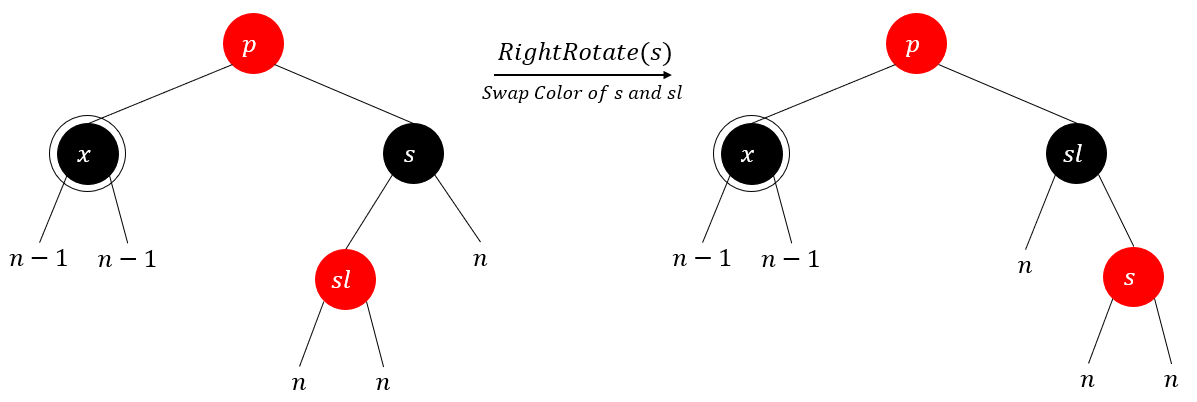 p
RightRotate(s)
Swap Color of s and sl
p
x
s
x
sl
n − 1
n − 1
n
n − 1
n − 1
n
sl
s
n
n
n
n